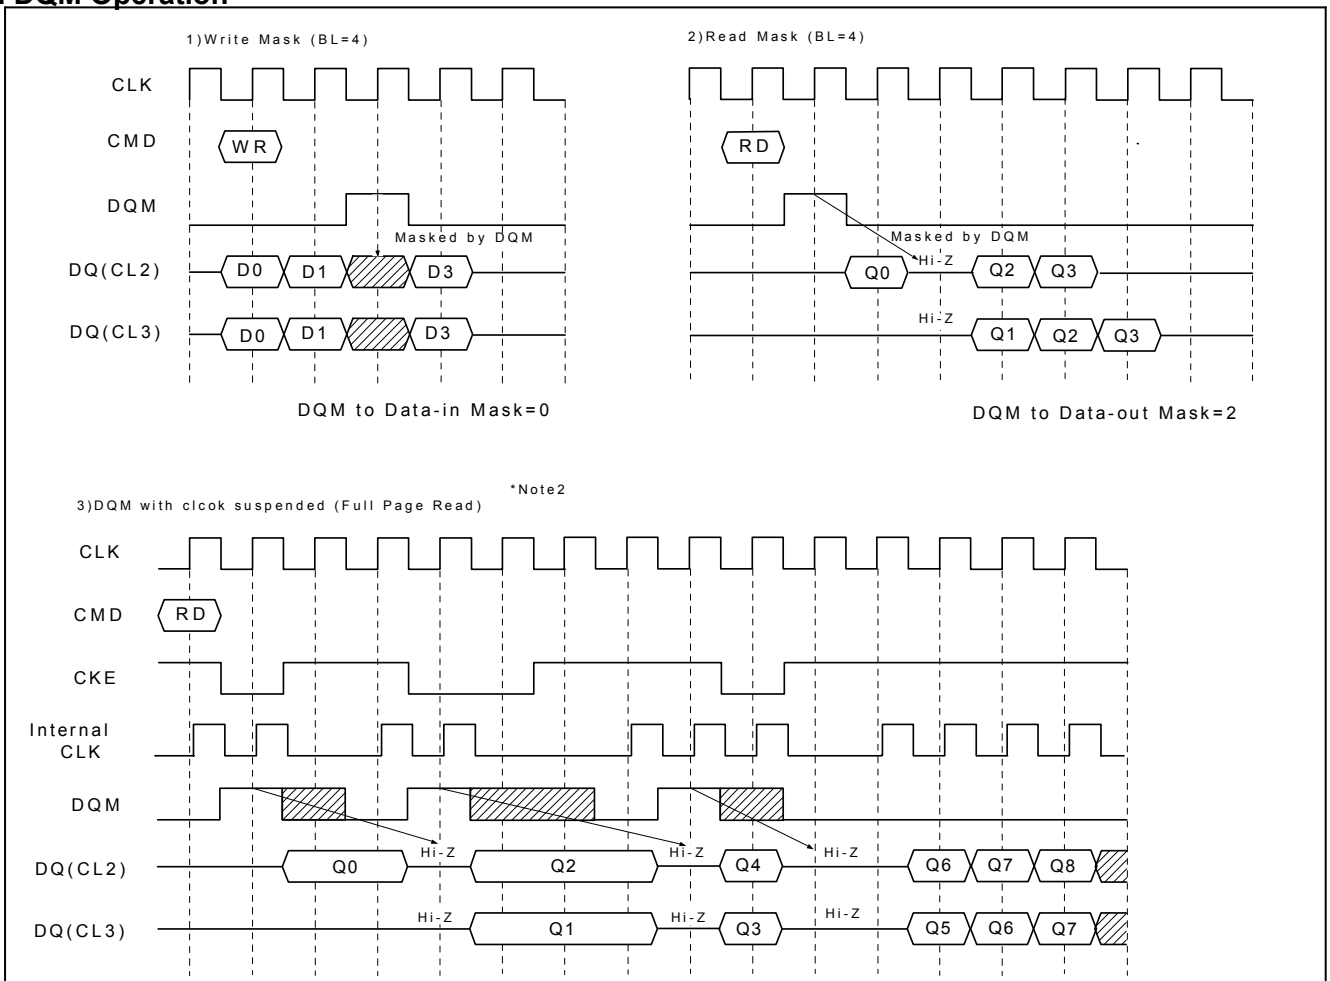 DQM Operation
1)Write Mask (BL=4)
2)Read Mask (BL=4)
CLK
CMD
WR
RD
DQM
Masked by DQM
Masked by DQM
DQ(CL2)
D0
D1
D3
Q0
Hi-Z
Q2
Q3
DQ(CL3)
D0
D1
D3
Hi-Z
Q1
Q2
Q3
DQM to Data-in Mask=0
DQM to Data-out Mask=2
*Note2
3)DQM with clcok suspended (Full Page Read)
CLK
CMD
RD
CKE
Internal
CLK
DQM
DQ(CL2)
Q0
Hi-Z
Q2
Hi-Z
Q4
Hi-Z
Q6
Q7
Q8
DQ(CL3)
Hi-Z
Q1
Hi-Z
Q3
Hi-Z
Q5
Q6
Q7